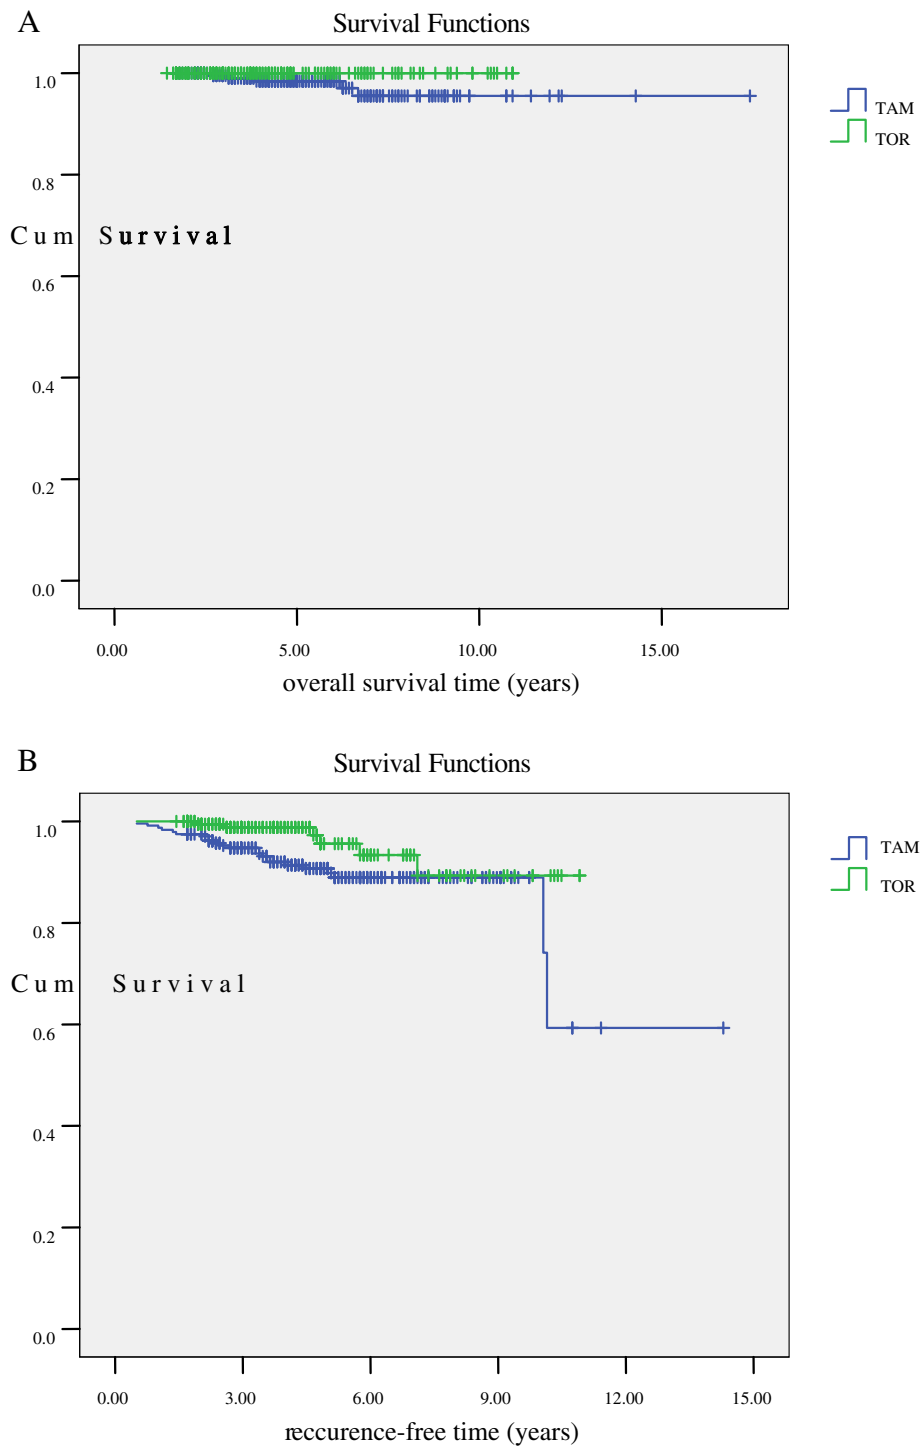 A
Survival Functions
1.0
0.8
Cum Survival
0.6
0.4
0.2
0.0
0.00 5.00 10.00 15.00
overall survival time (years)
TAM
TOR
B
Survival Functions
1.0
0.8
Cum Survival
0.6
0.4
0.2
0.0
0.00 3.00 6.00 9.00 12.00 15.00
reccurence-free time (years)
TAM
TOR